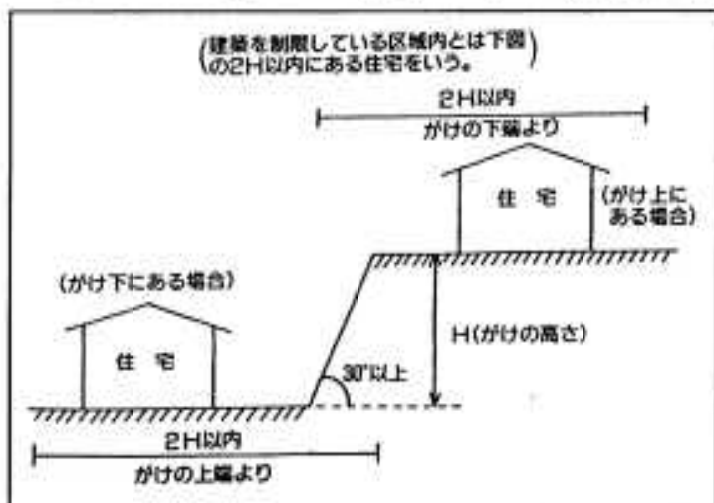 (建築を制限している区域内とは下図
の2H以内にある住宅をいう。)
2H以内
がけの下端より
住宅
(がけ上に
ある場合)
(がけ下にある場合)
住宅
H(がけの高さ)
30°以上
2H以内
がけの上端より